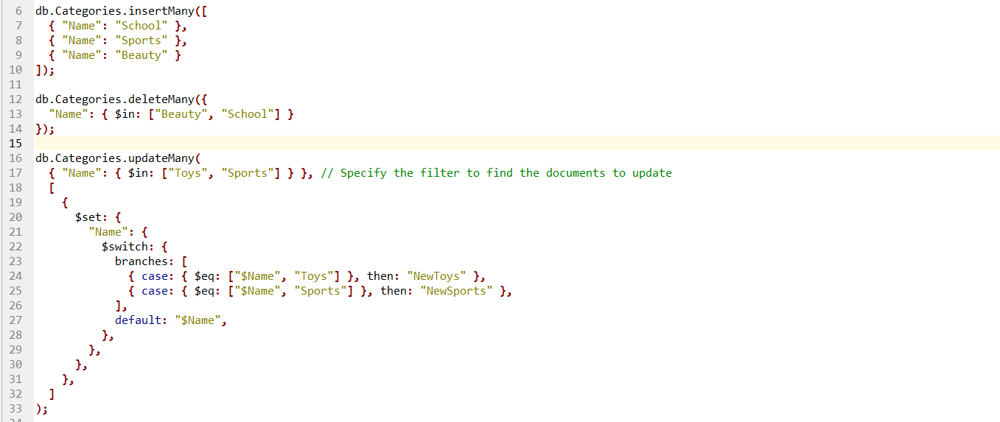 6 db.Categories.insertMany([
7   { "Name": "School" },
8   { "Name": "Sports" },
9   { "Name": "Beauty" }
10 ]);
11
12 db.Categories.deleteMany({
13   "Name": { $in: ["Beauty", "School"] }
14 });
15
16 db.Categories.updateMany(
17   { "Name": { $in: ["Toys", "Sports"] } }, // Specify the filter to find the documents to update
18   [
19     {
20       $set: {
21         "Name": {
22           $switch: {
23             branches: [
24               { case: { $eq: ["$Name", "Toys"] }, then: "NewToys" },
25               { case: { $eq: ["$Name", "Sports"] }, then: "NewSports" },
26             ],
27             default: "$Name",
28           },
29         },
30       },
31     },
32   ]
33 );